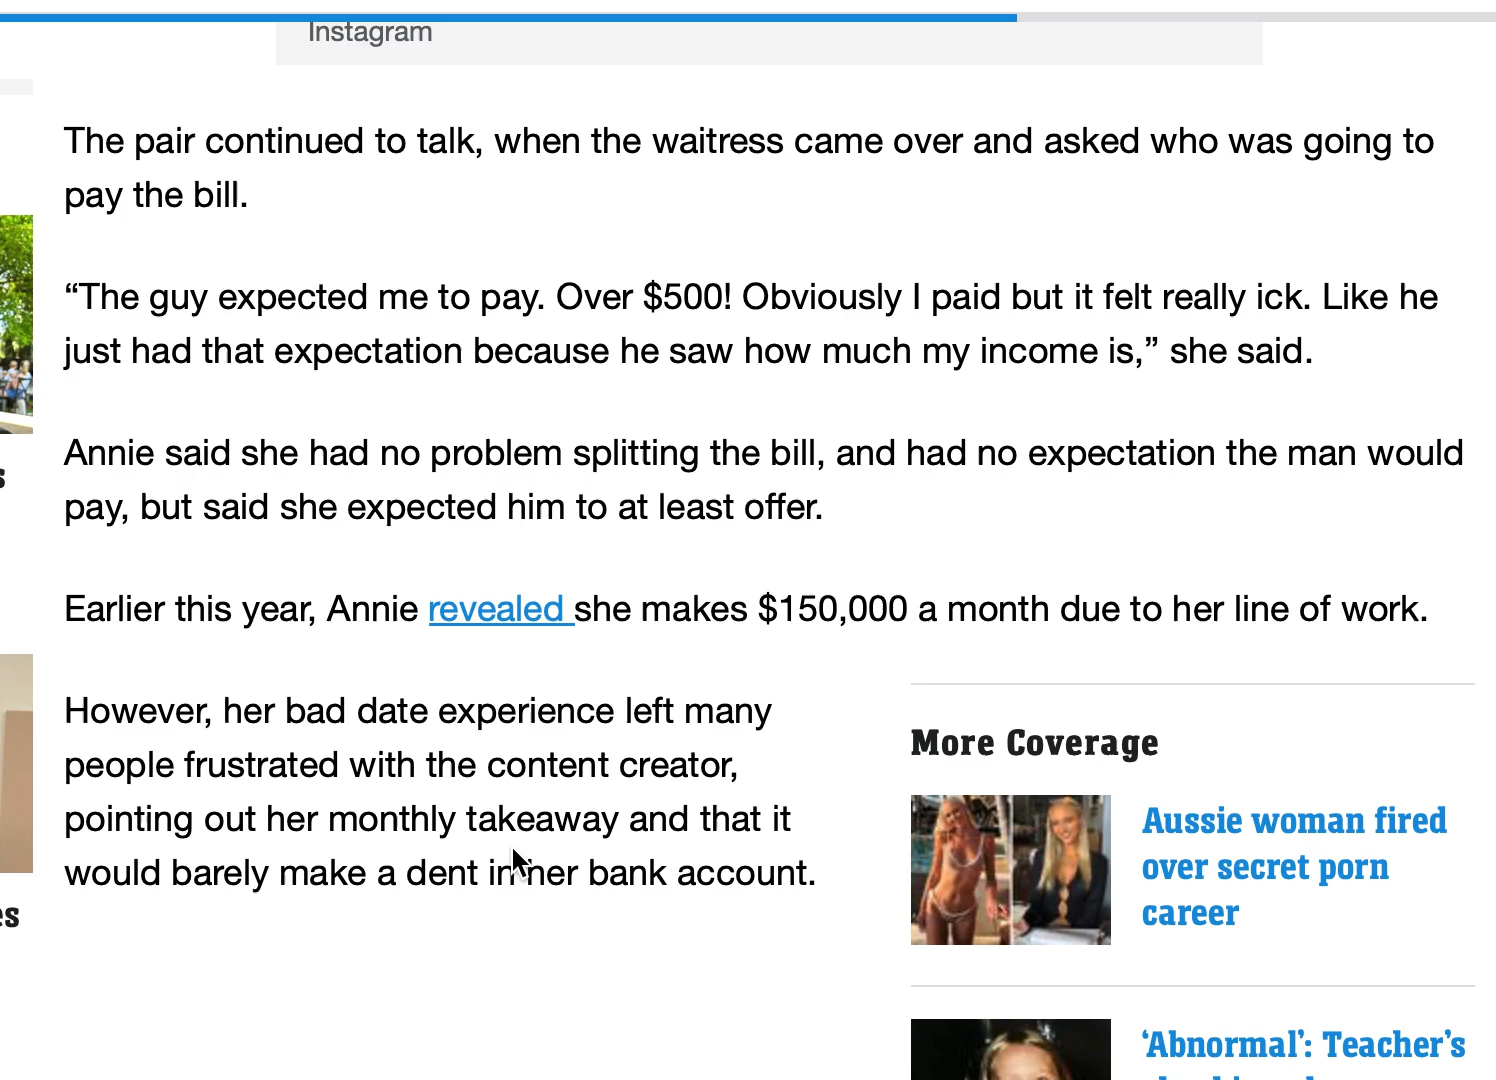 Instagram
The pair continued to talk, when the waitress came over and asked who was going to
pay the bill.
“The guy expected me to pay. Over $500! Obviously I paid but it felt really ick. Like he
just had that expectation because he saw how much my income is,” she said.
Annie said she had no problem splitting the bill, and had no expectation the man would
pay, but said she expected him to at least offer.
Earlier this year, Annie revealed she makes $150,000 a month due to her line of work.
However, her bad date experience left many
people frustrated with the content creator,
pointing out her monthly takeaway and that it
would barely make a dent in her bank account.
More Coverage
Aussie woman fired
over secret porn
career
‘Abnormal’: Teacher’s